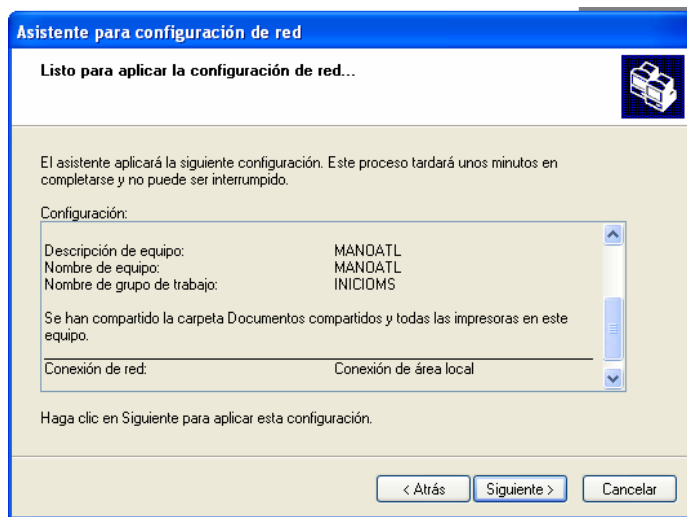 Asistente para configuración de red
Listo para aplicar la configuración de red...
El asistente aplicará la siguiente configuración. Este proceso tardará unos minutos en
completarse y no puede ser interrumpido.
Configuración:
Descripción de equipo: MANOATL
Nombre de equipo: MANOATL
Nombre de grupo de trabajo: INICIOMS
Se han compartido la carpeta Documentos compartidos y todas las impresoras en este
equipo.
Conexión de red: Conexión de área local
Haga clic en Siguiente para aplicar esta configuración.
< Atrás Siguiente > Cancelar